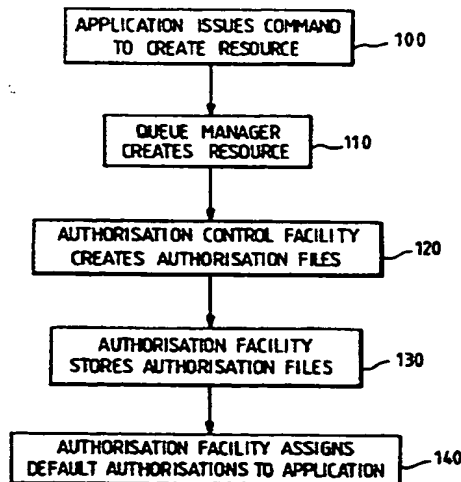 APPLICATION ISSUES COMMAND
TO CREATE RESOURCE
100
QUEUE MANAGER
CREATES RESOURCE
110
AUTHORISATION CONTROL FACILITY
CREATES AUTHORISATION FILES
120
AUTHORISATION FACILITY
STORES AUTHORISATION FILES
130
AUTHORISATION FACILITY ASSIGNS
DEFAULT AUTHORISATIONS TO APPLICATION
140